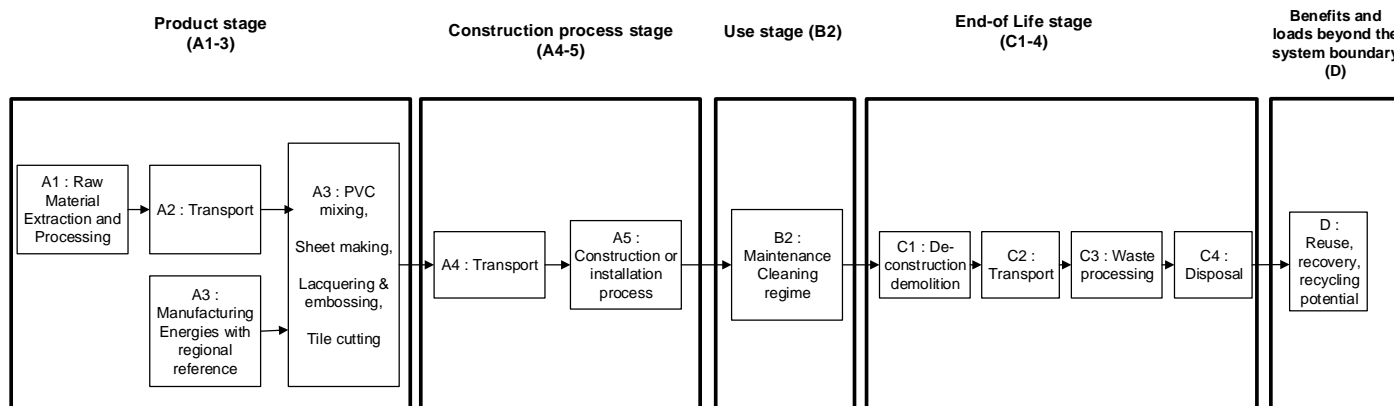 Product stage
(A1-3)
Construction process stage
(A4-5)
Use stage (B2)
End-of Life stage
(C1-4)
Benefits and
loads beyond the
system boundary
(D)
A1 : Raw
Material
Extraction and
Processing
A2 : Transport
A3 :
Manufacturing
Energies with
regional
reference
A3 : PVC
mixing,
Sheet making,
Lacquering &
embossing,
Tile cutting
A4 : Transport
A5 :
Construction or
installation
process
B2 :
Maintenance
Cleaning
regime
C1 : De-
construction
demolition
C2 :
Transport
C3 : Waste
processing
C4 :
Disposal
D :
Reuse,
recovery,
recycling
potential